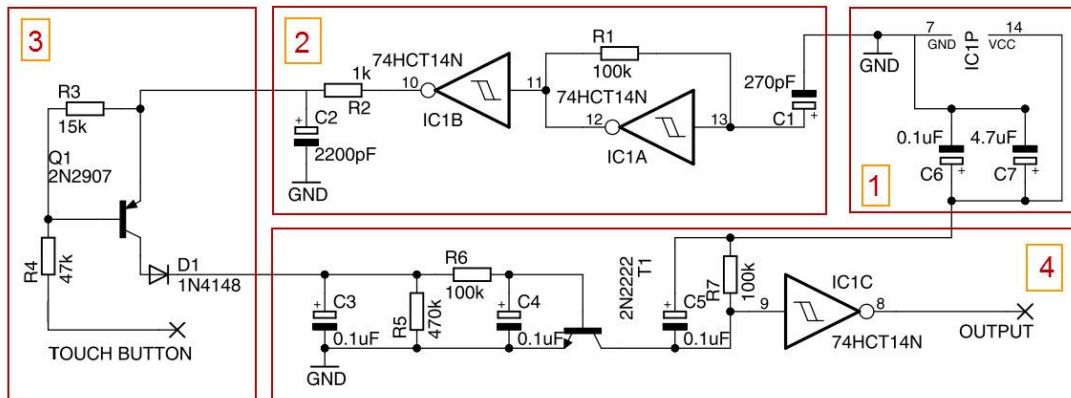 3
R3
15k
Q1
2N2907
R4
47k
D1
1N4148
TOUCH BUTTON
2
R1
100k
74HCT14N
1k
10
11
R2
IC1B
74HCT14N
12
13
IC1A
C2
2200pF
GND
270pF
C1
+
+
1
7
14
GND
VCC
IC1P
GND
0.1uF
4.7uF
C6
C7
+
+
4
R6
100k
2N2222
T1
C3
0.1uF
R5
470k
C4
0.1uF
C5
0.1uF
R7
100k
+
+
+
9
IC1C
8
74HCT14N
OUTPUT
GND